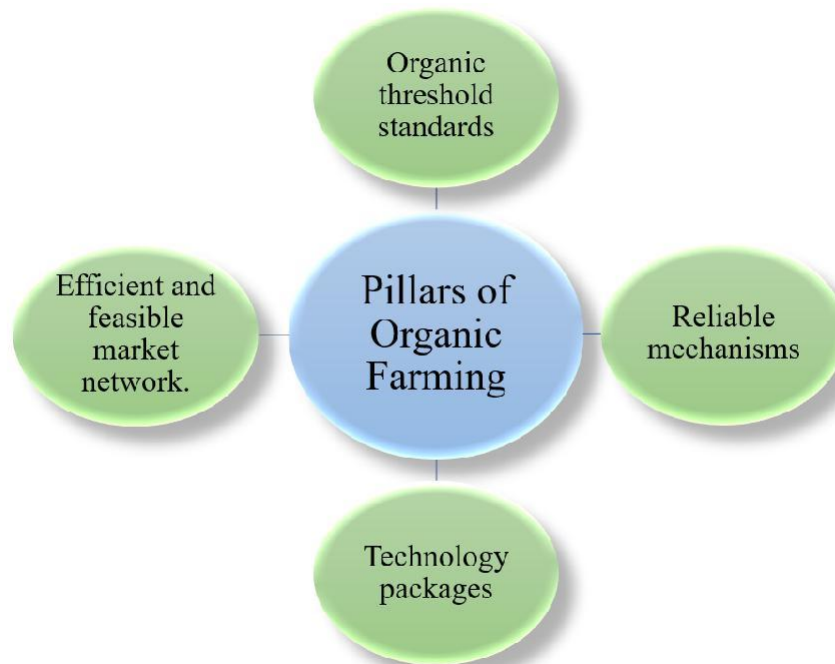 Organic
threshold
standards
Efficient and
feasible
market
network.
Pillars of
Organic
Farming
Reliable
mechanisms
Technology
packages